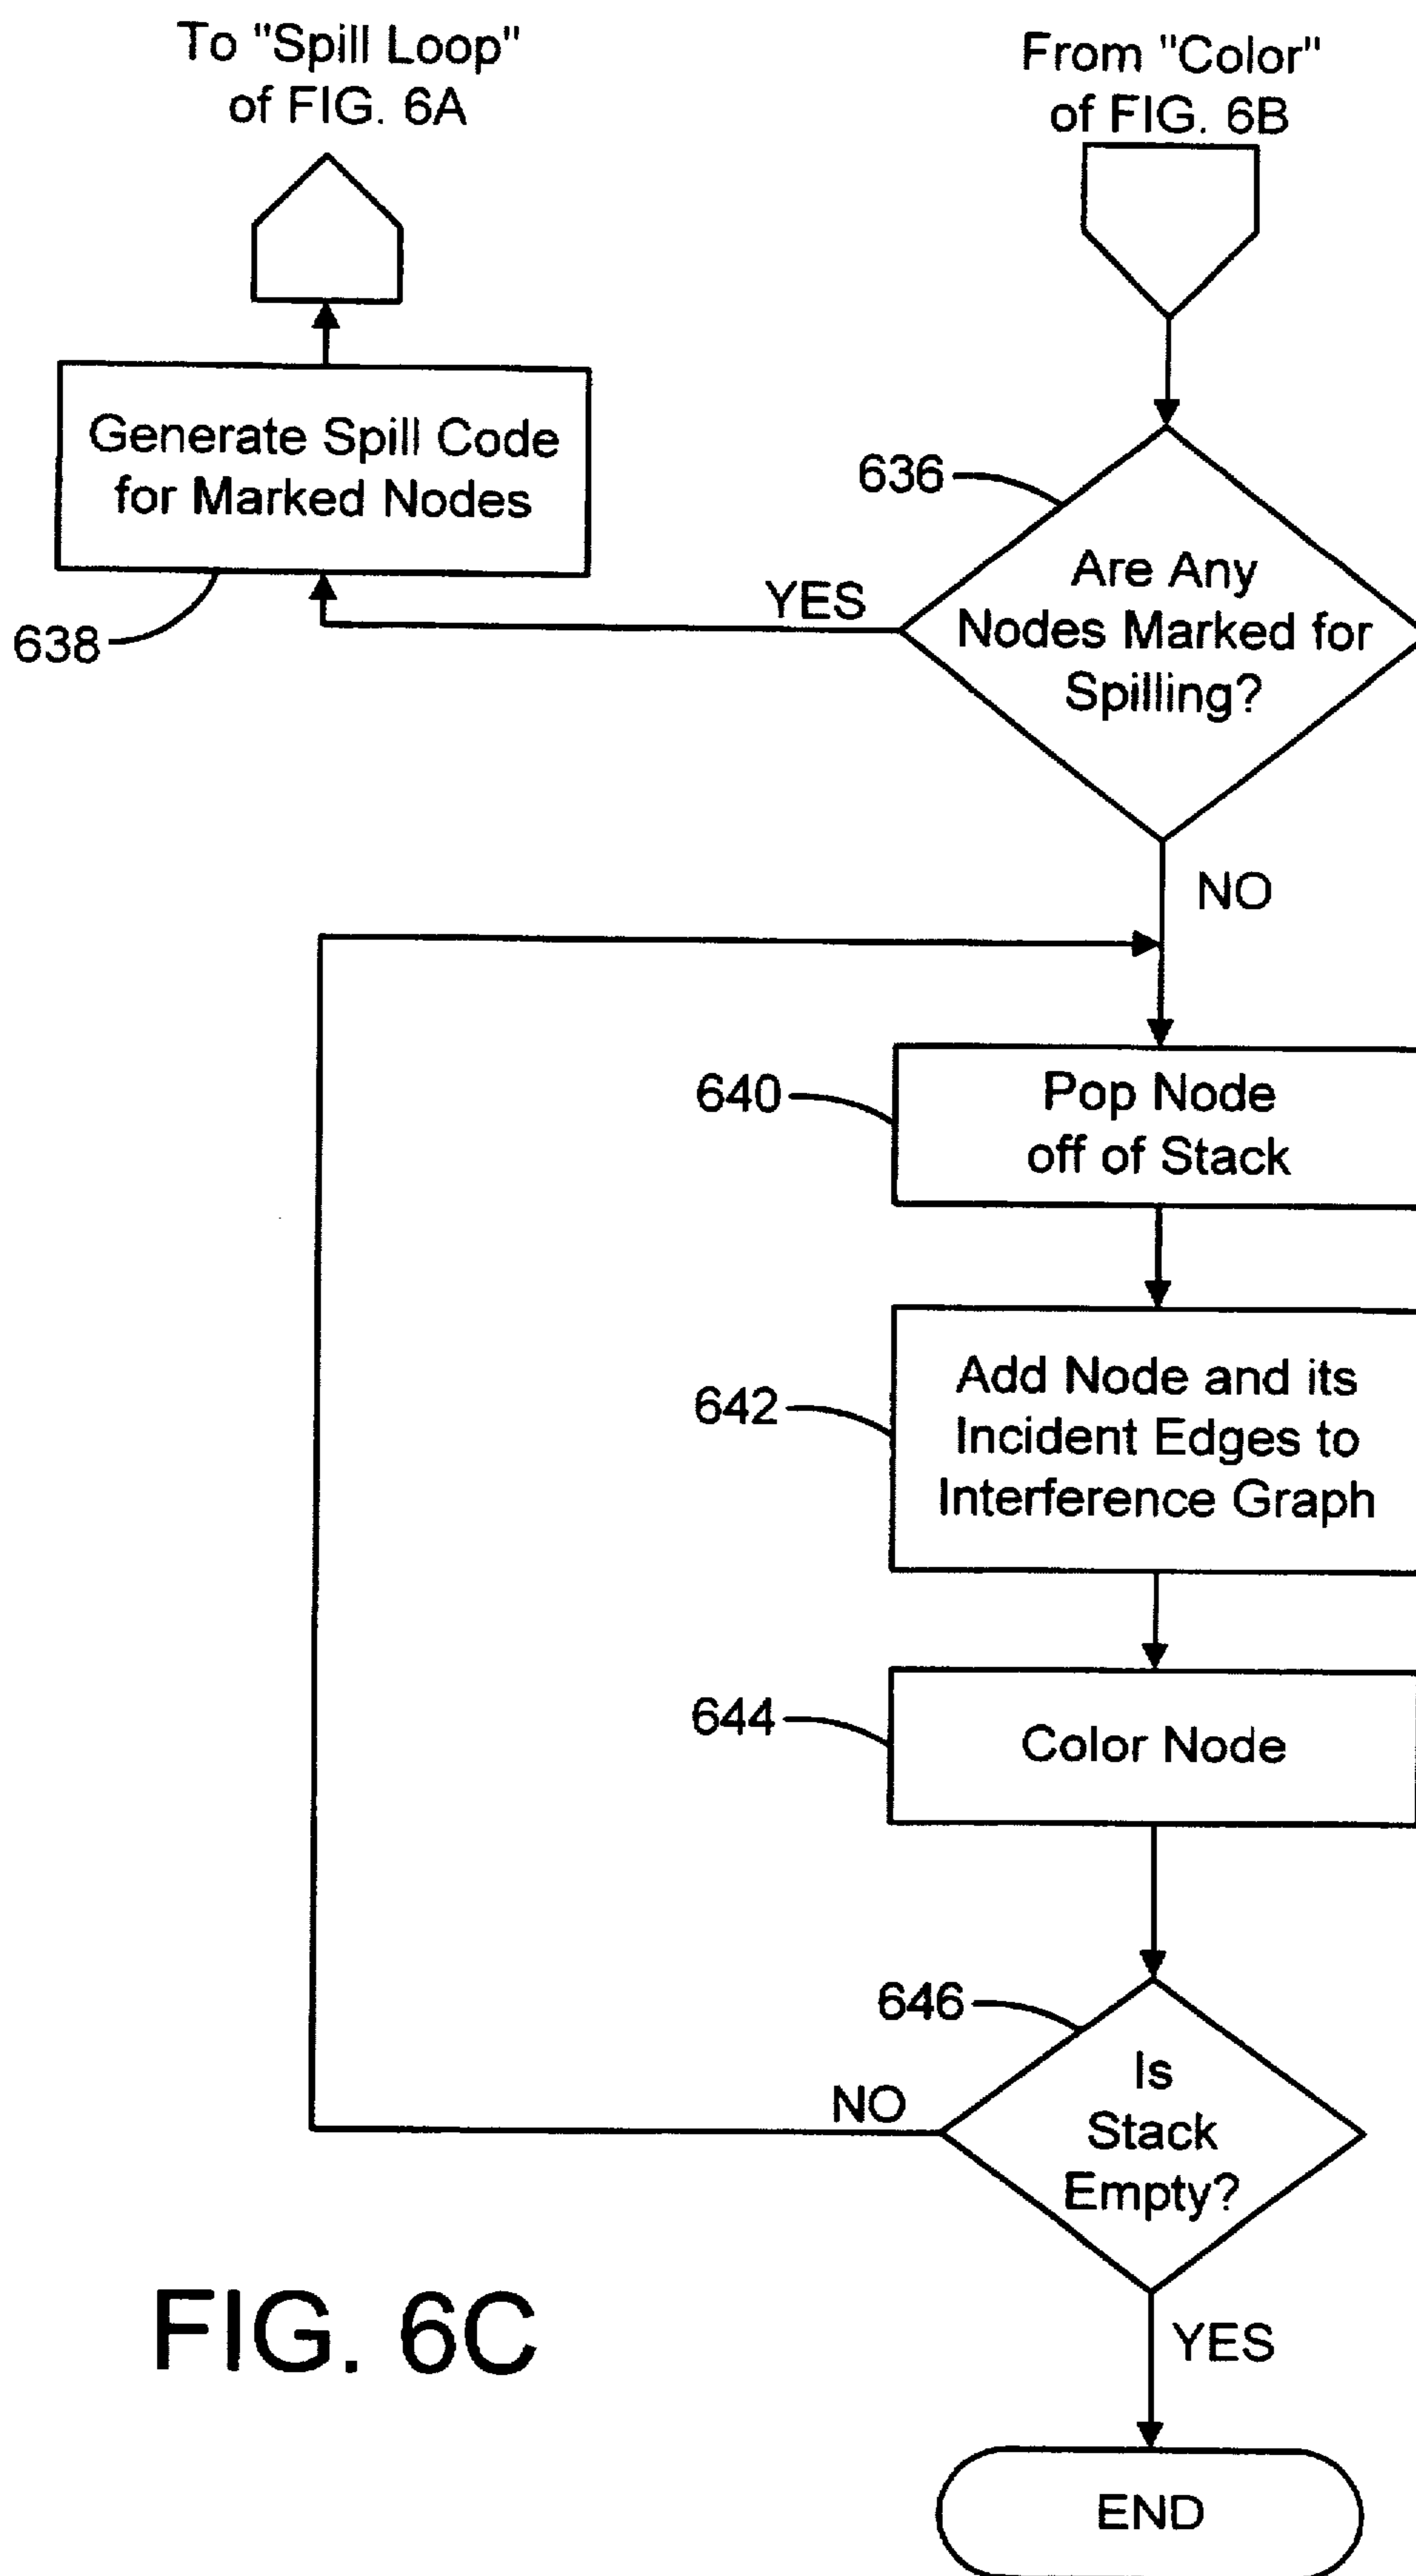 To "Spill Loop"
of FIG. 6A
From "Color"
of FIG. 6B
Generate Spill Code
for Marked Nodes
638
636
Are Any
Nodes Marked for
Spilling?
YES
NO
640
Pop Node
off of Stack
642
Add Node and its
Incident Edges to
Interference Graph
644
Color Node
646
Is
Stack
Empty?
NO
YES
END
FIG. 6C